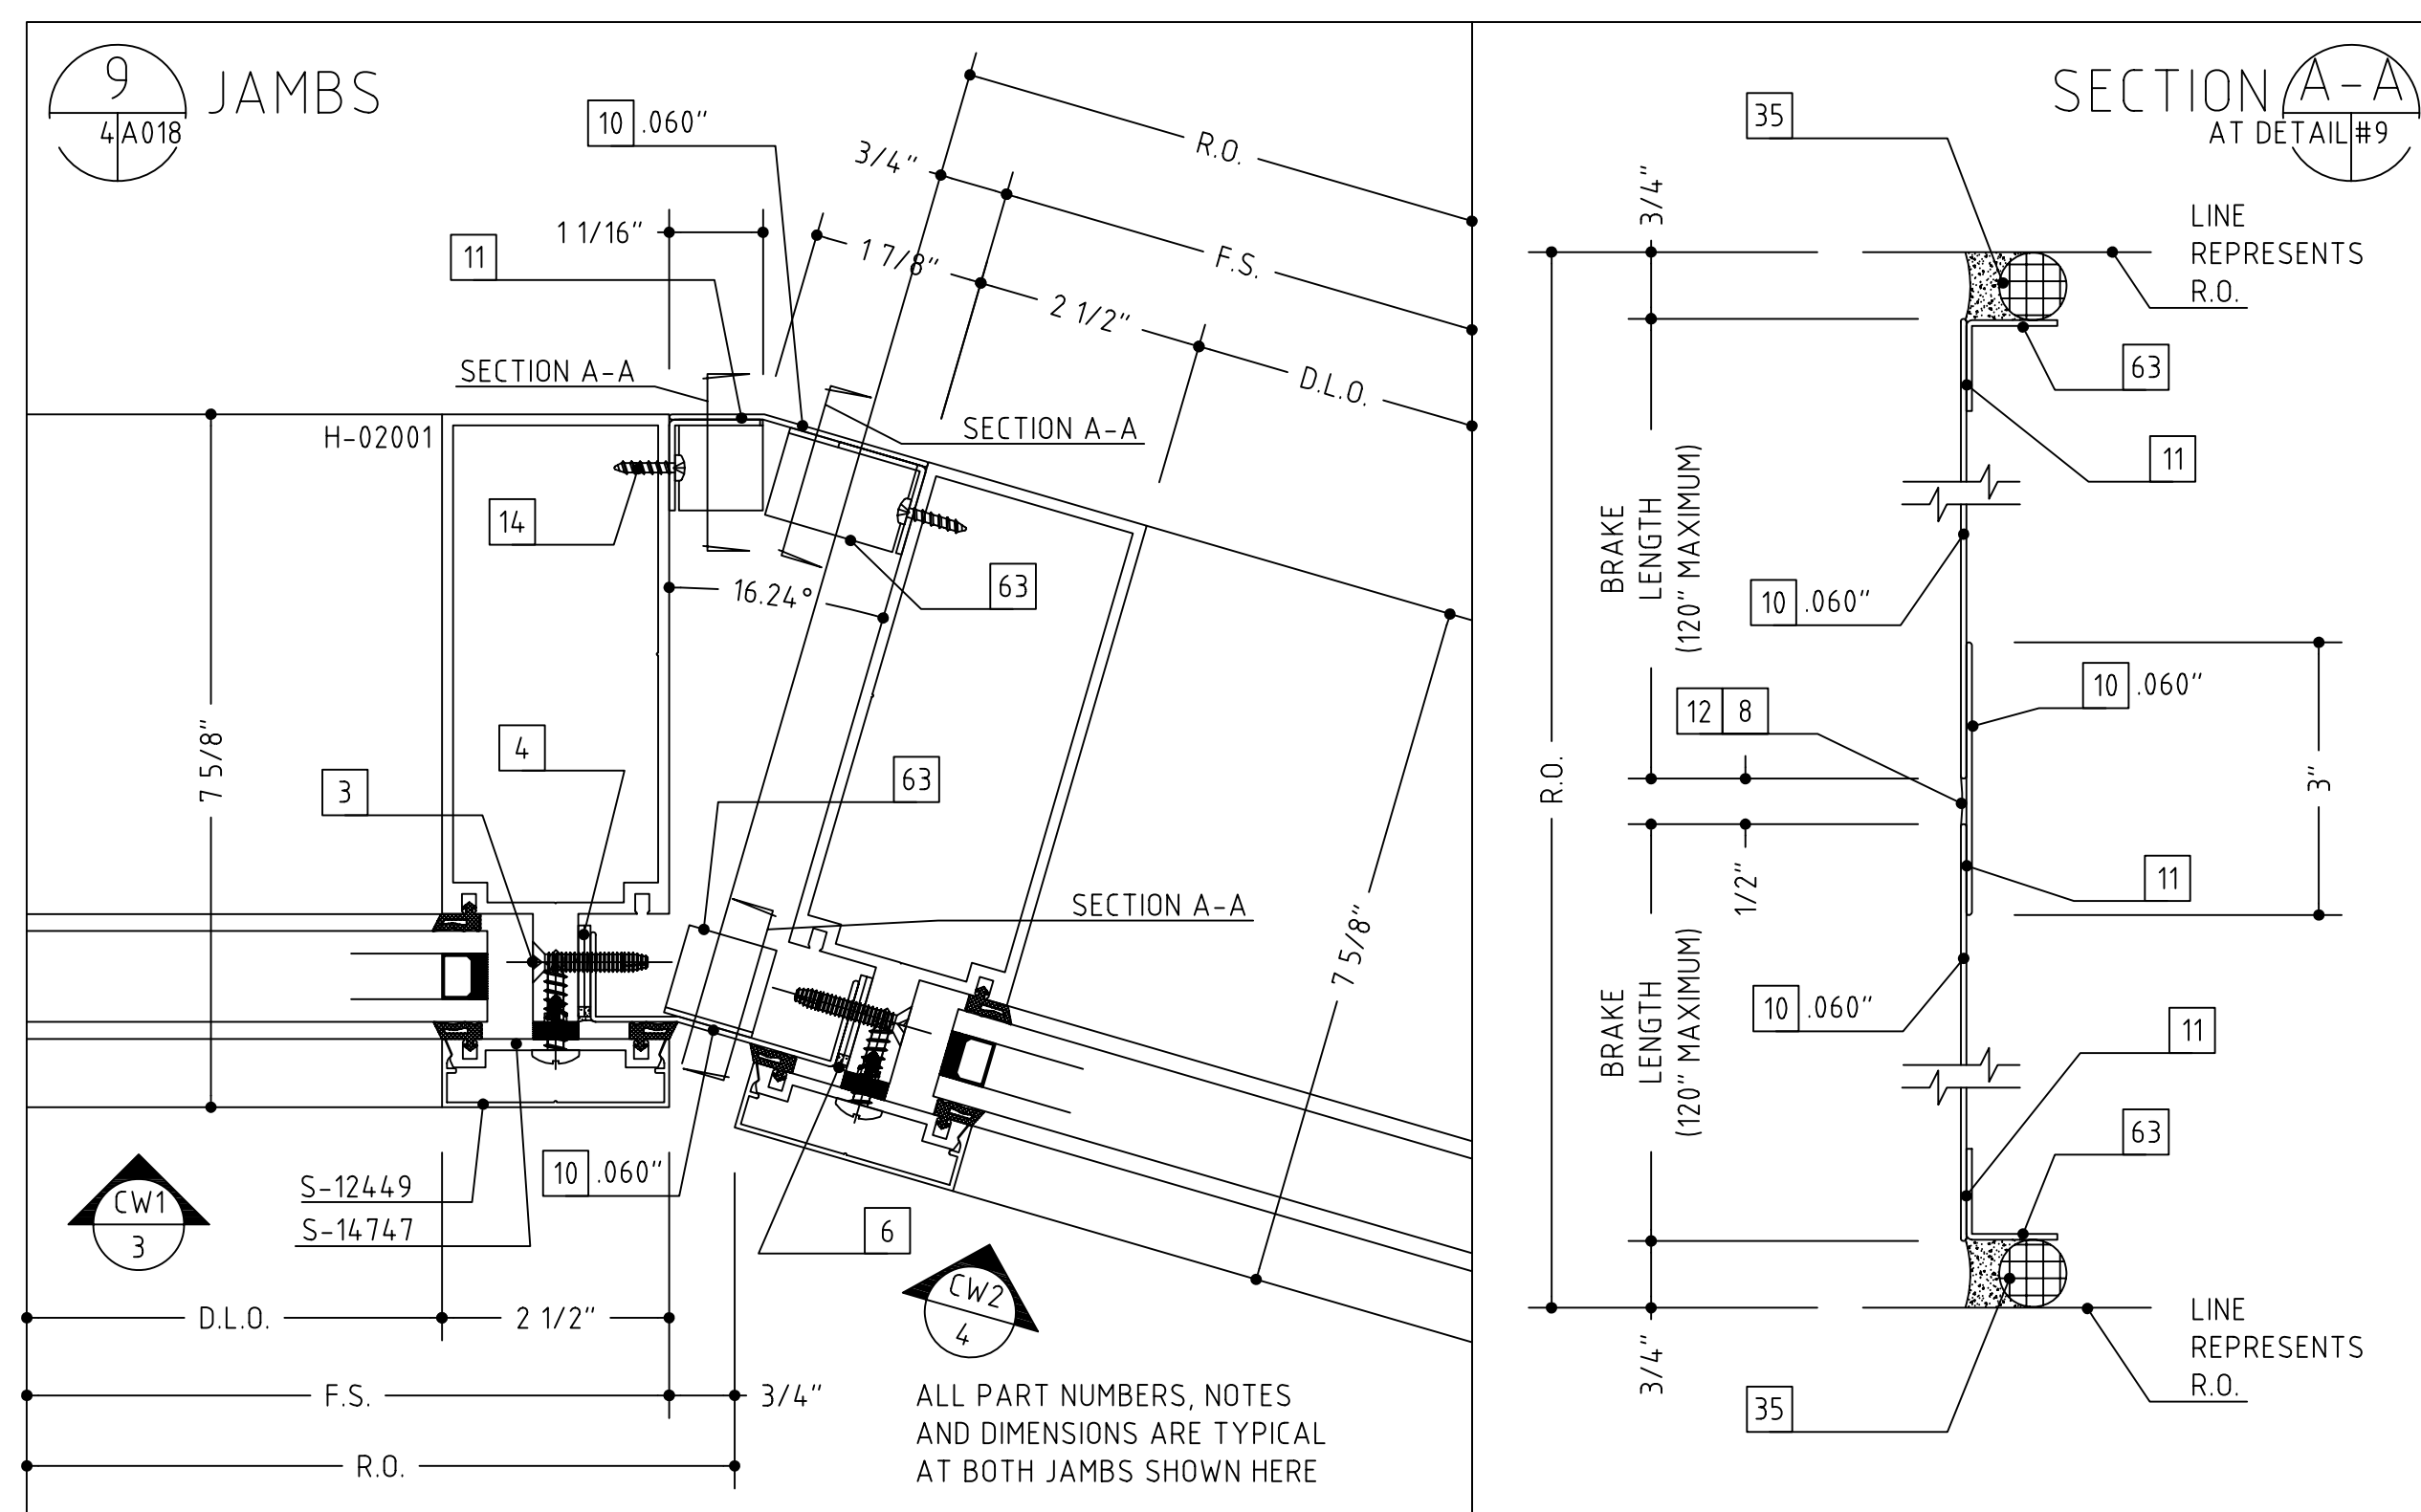 9
4 A018
JAMBS
10 .060"
3/4"
R.O.
1 1/16"
11
1 7/8"
F.S.
2 1/2"
SECTION A-A
D.L.O.
SECTION A-A
H-02001
14
63
16.24°
4
63
7 5/8"
3
SECTION A-A
7 5/8"
S-12449
10 .060"
CW1
3
S-14747
6
CW2
4
D.L.O.
2 1/2"
F.S.
3/4"
R.O.
ALL PART NUMBERS, NOTES
AND DIMENSIONS ARE TYPICAL
AT BOTH JAMBS SHOWN HERE
SECTION A-A
AT DETAIL #9
35
3/4"
LINE
REPRESENTS
R.O.
63
11
BRAKE
LENGTH
(120" MAXIMUM)
10 .060"
10 .060"
12 8
R.O.
3"
1/2"
11
BRAKE
LENGTH
(120" MAXIMUM)
10 .060"
11
63
LINE
REPRESENTS
R.O.
3/4"
35